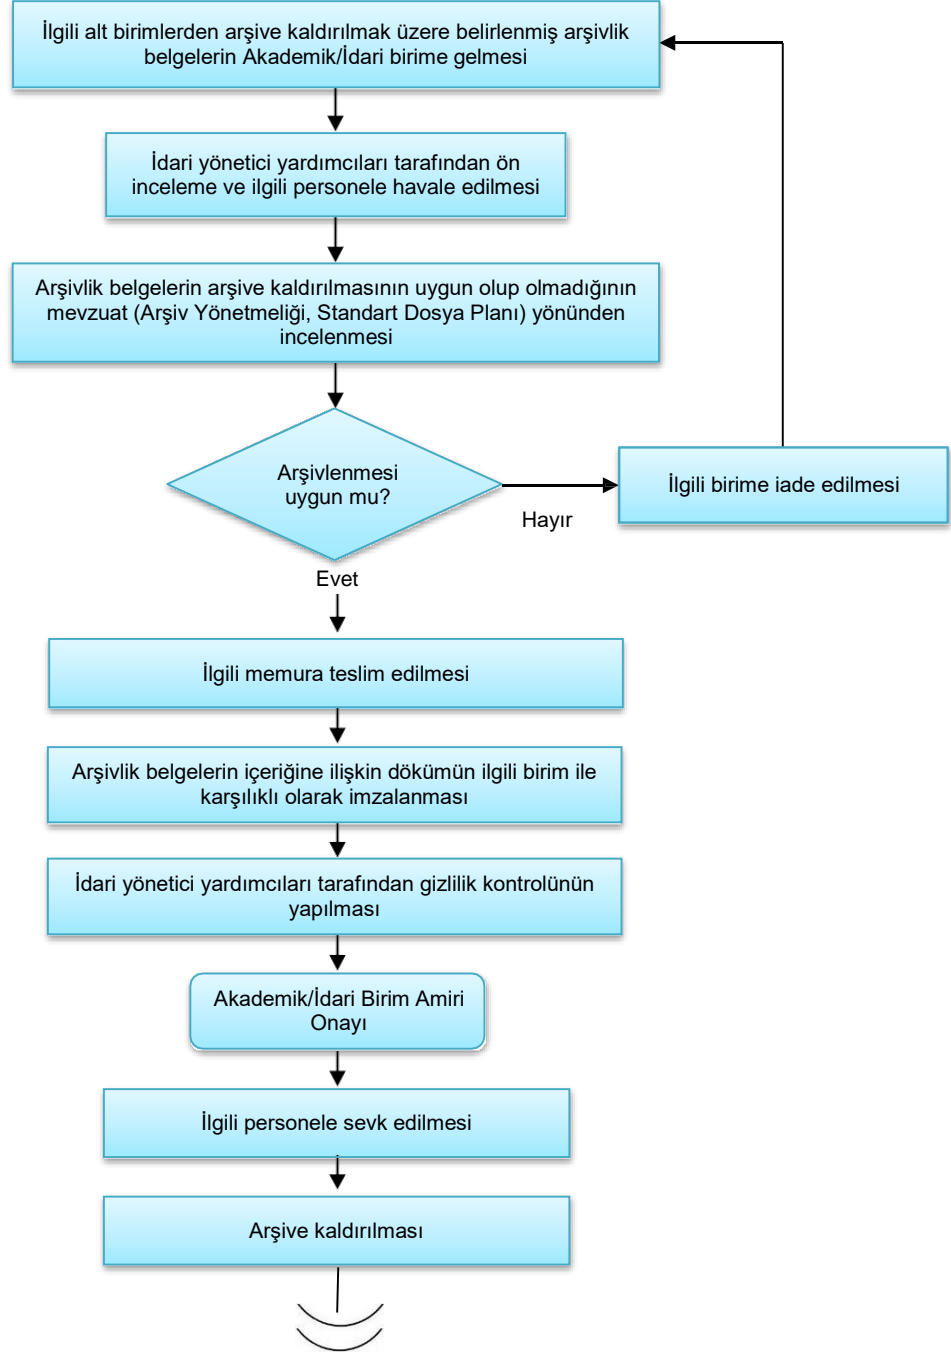 İlgili alt birimlerden arşive kaldırılmak üzere belirlenmiş arşivlik
belgelerin Akademik/İdari birime gelmesi
İdari yönetici yardımcıları tarafından ön
inceleme ve ilgili personele havale edilmesi
Arşivlik belgelerin arşive kaldırılmasının uygun olup olmadığının
mevzuat (Arşiv Yönetmeliği, Standart Dosya Planı) yönünden
incelenmesi
Arşivlenmesi
uygun mu?
Hayır
İlgili birime iade edilmesi
Evet
İlgili memura teslim edilmesi
Arşivlik belgelerin içeriğine ilişkin dökümün ilgili birim ile
karşılıklı olarak imzalanması
İdari yönetici yardımcıları tarafından gizlilik kontrolünün
yapılması
Akademik/İdari Birim Amiri
Onayı
İlgili personele sevk edilmesi
Arşive kaldırılması